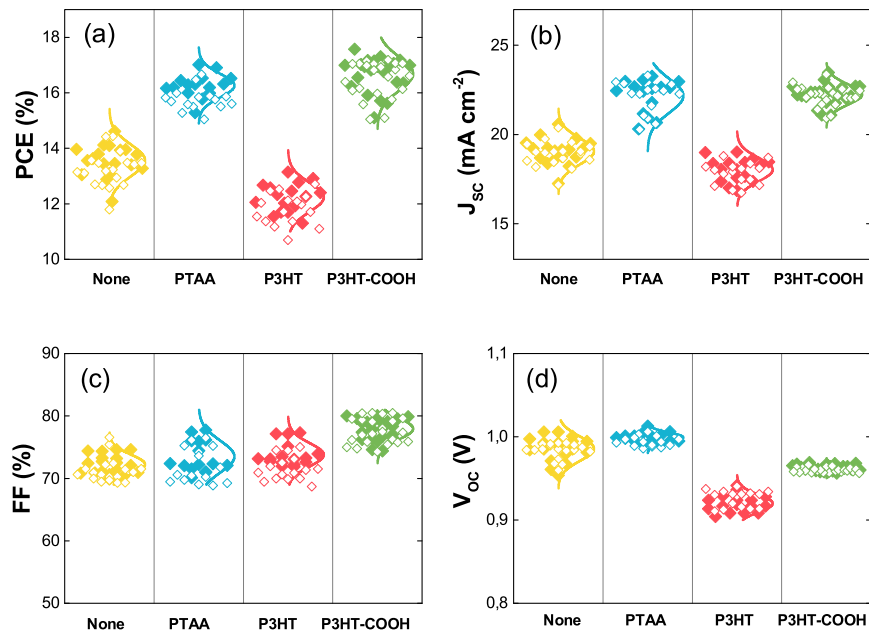 (a)
PCE (%)
18
16
14
12
10
None PTAA P3HT P3HT-COOH
(b)
J_SC (mA cm⁻²)
25
20
15
None PTAA P3HT P3HT-COOH
(c)
FF (%)
90
80
70
60
50
None PTAA P3HT P3HT-COOH
(d)
V_OC (V)
1,1
1,0
0,9
0,8
None PTAA P3HT P3HT-COOH